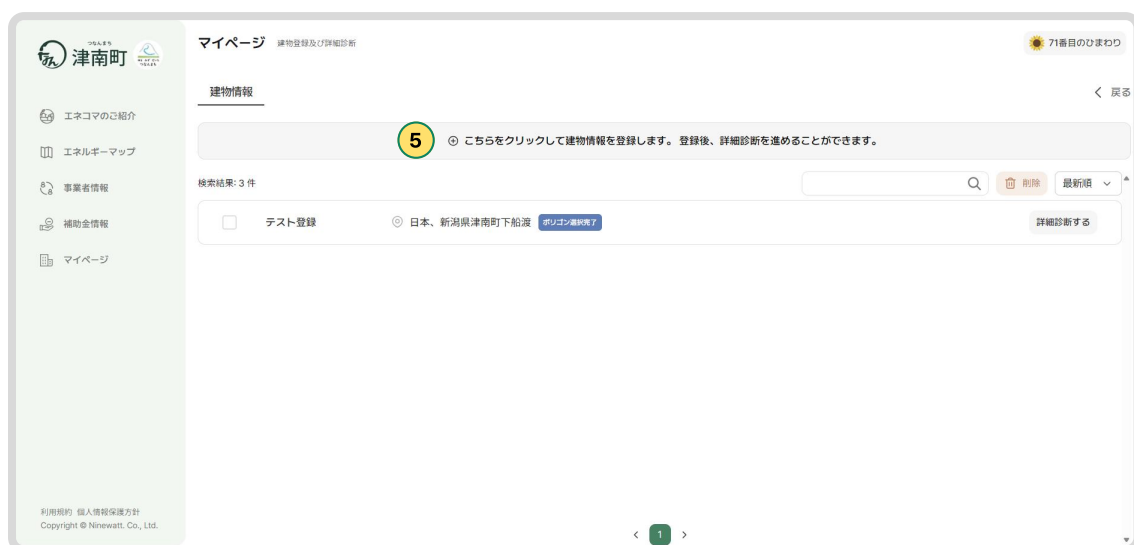 つなんまち
津南町
マイページ 建物登録及び詳細診断
71番目のひまわり
建物情報
戻る
エネコマのご紹介
エネルギーマップ
事業者情報
補助金情報
マイページ
5 こちらをクリックして建物情報を登録します。登録後、詳細診断を進めることができます。
検索結果: 3 件
削除
最新順
テスト登録 日本、新潟県津南町下船渡 ポリゴン選択完了 詳細診断する
利用規約 個人情報保護方針
Copyright © Ninewatt. Co., Ltd.
1